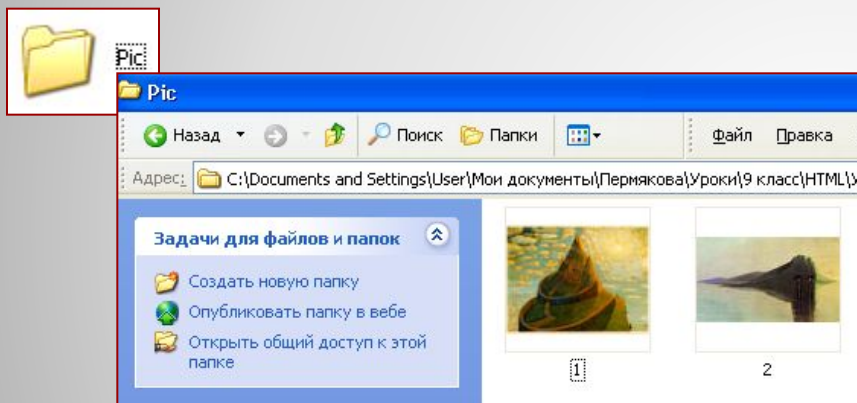 Pic
Pic
Назад Поиск Папки Файл Правка
Адрес: C:\Documents and Settings\User\Мои документы\Пермякова\Уроки\9 класс\HTML\У
Задачи для файлов и папок
Создать новую папку
Опубликовать папку в вебе
Открыть общий доступ к этой
папке
1 2